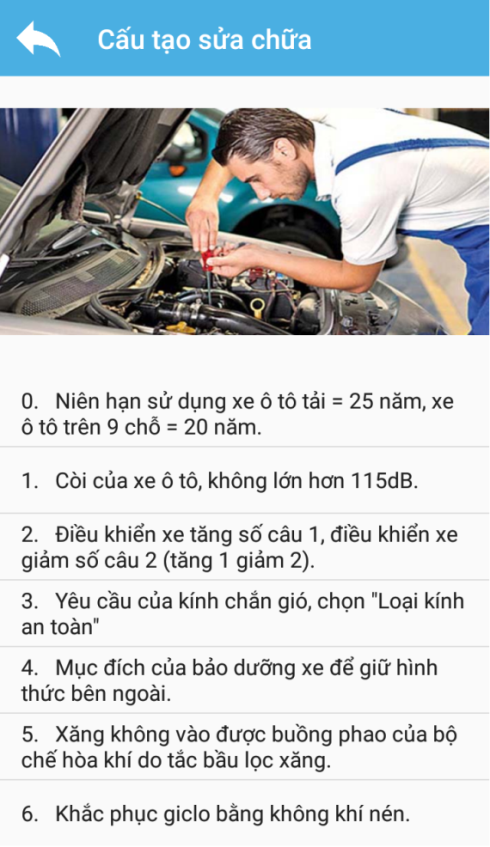 Cấu tạo sửa chữa
0. Niên hạn sử dụng xe ô tô tải = 25 năm, xe
ô tô trên 9 chỗ = 20 năm.
1. Còi của xe ô tô, không lớn hơn 115dB.
2. Điều khiển xe tăng số câu 1, điều khiển xe
giảm số câu 2 (tăng 1 giảm 2).
3. Yêu cầu của kính chắn gió, chọn "Loại kính
an toàn"
4. Mục đích của bảo dưỡng xe để giữ hình
thức bên ngoài.
5. Xăng không vào được buồng phao của bộ
chế hòa khí do tắc bầu lọc xăng.
6. Khắc phục giclo bằng không khí nén.